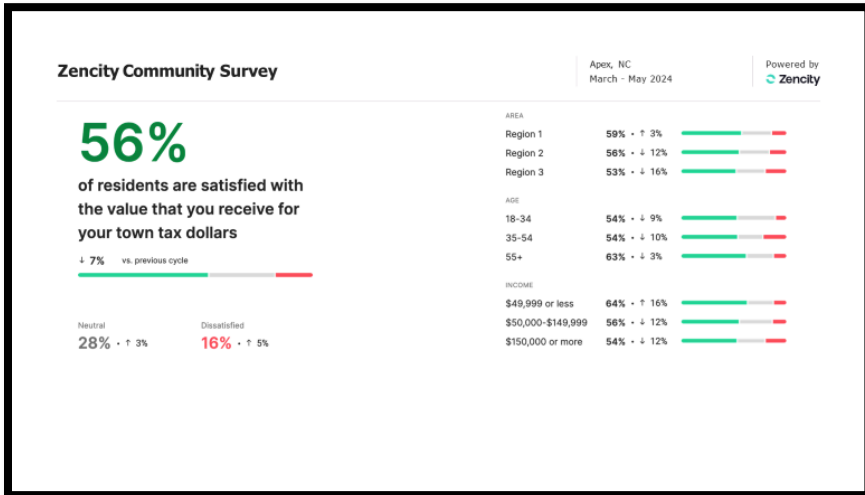 Zencity Community Survey
Apex, NC
March - May 2024
Powered by
Zencity
56%
of residents are satisfied with
the value that you receive for
your town tax dollars
↓ 7% vs. previous cycle
Neutral
28% • ↑ 3%
Dissatisfied
16% • ↑ 5%
AREA
Region 1 59% • ↑ 3%
Region 2 56% • ↓ 12%
Region 3 53% • ↓ 16%
AGE
18-34 54% • ↓ 9%
35-54 54% • ↓ 10%
55+ 63% • ↓ 3%
INCOME
$49,999 or less 64% • ↑ 16%
$50,000-$149,999 56% • ↓ 12%
$150,000 or more 54% • ↓ 12%